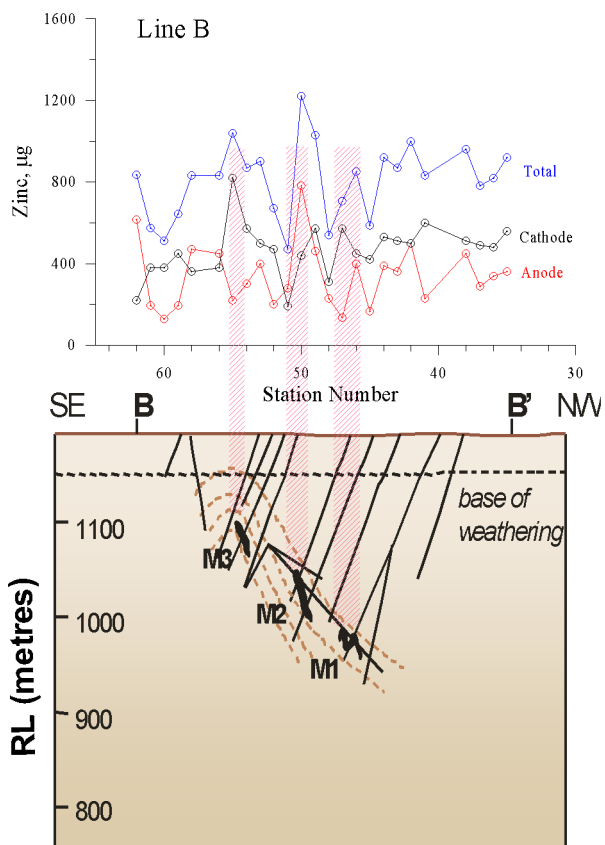 Line B
1600
1200
800
400
0
Zinc, µg
Total
Cathode
Anode
60 50 40 30
Station Number
SE B B' NW
base of
weathering
1100
1000
900
800
RL (metres)
M3
M2
M1